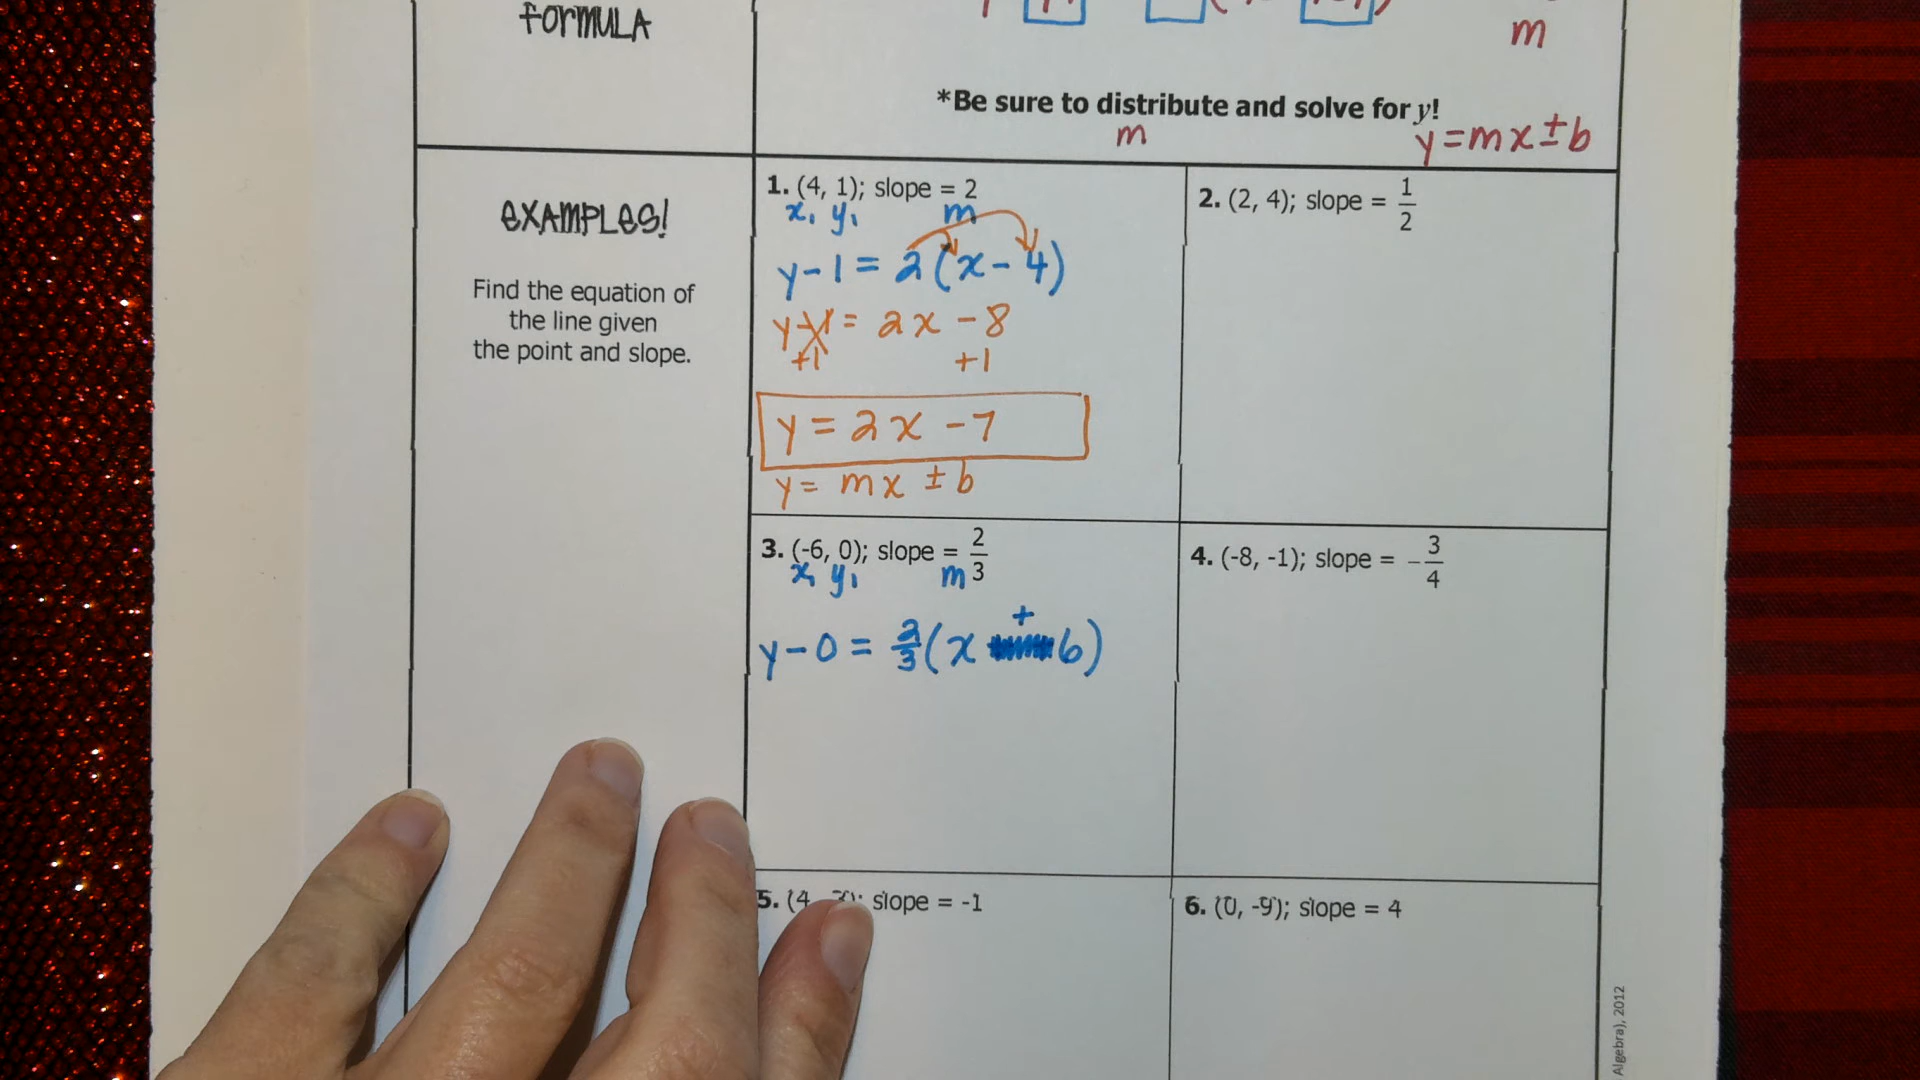 FORMULA
m
*Be sure to distribute and solve for y!
m
y=mx±b
EXAMPLES!
Find the equation of
the line given
the point and slope.
1. (4, 1); slope = 2
x₁ y₁ m
y-1 = 2(x-4)
y-1 = 2x -8
+1 +1
y = 2x -7
y = mx ± b
2. (2, 4); slope = 1/2
3. (-6, 0); slope = 2/3
x₁ y₁ m
y-0 = 2/3(x + 6)
4. (-8, -1); slope = -3/4
5. (4, slope = -1
6. (0, -9); slope = 4
Algebra), 2012